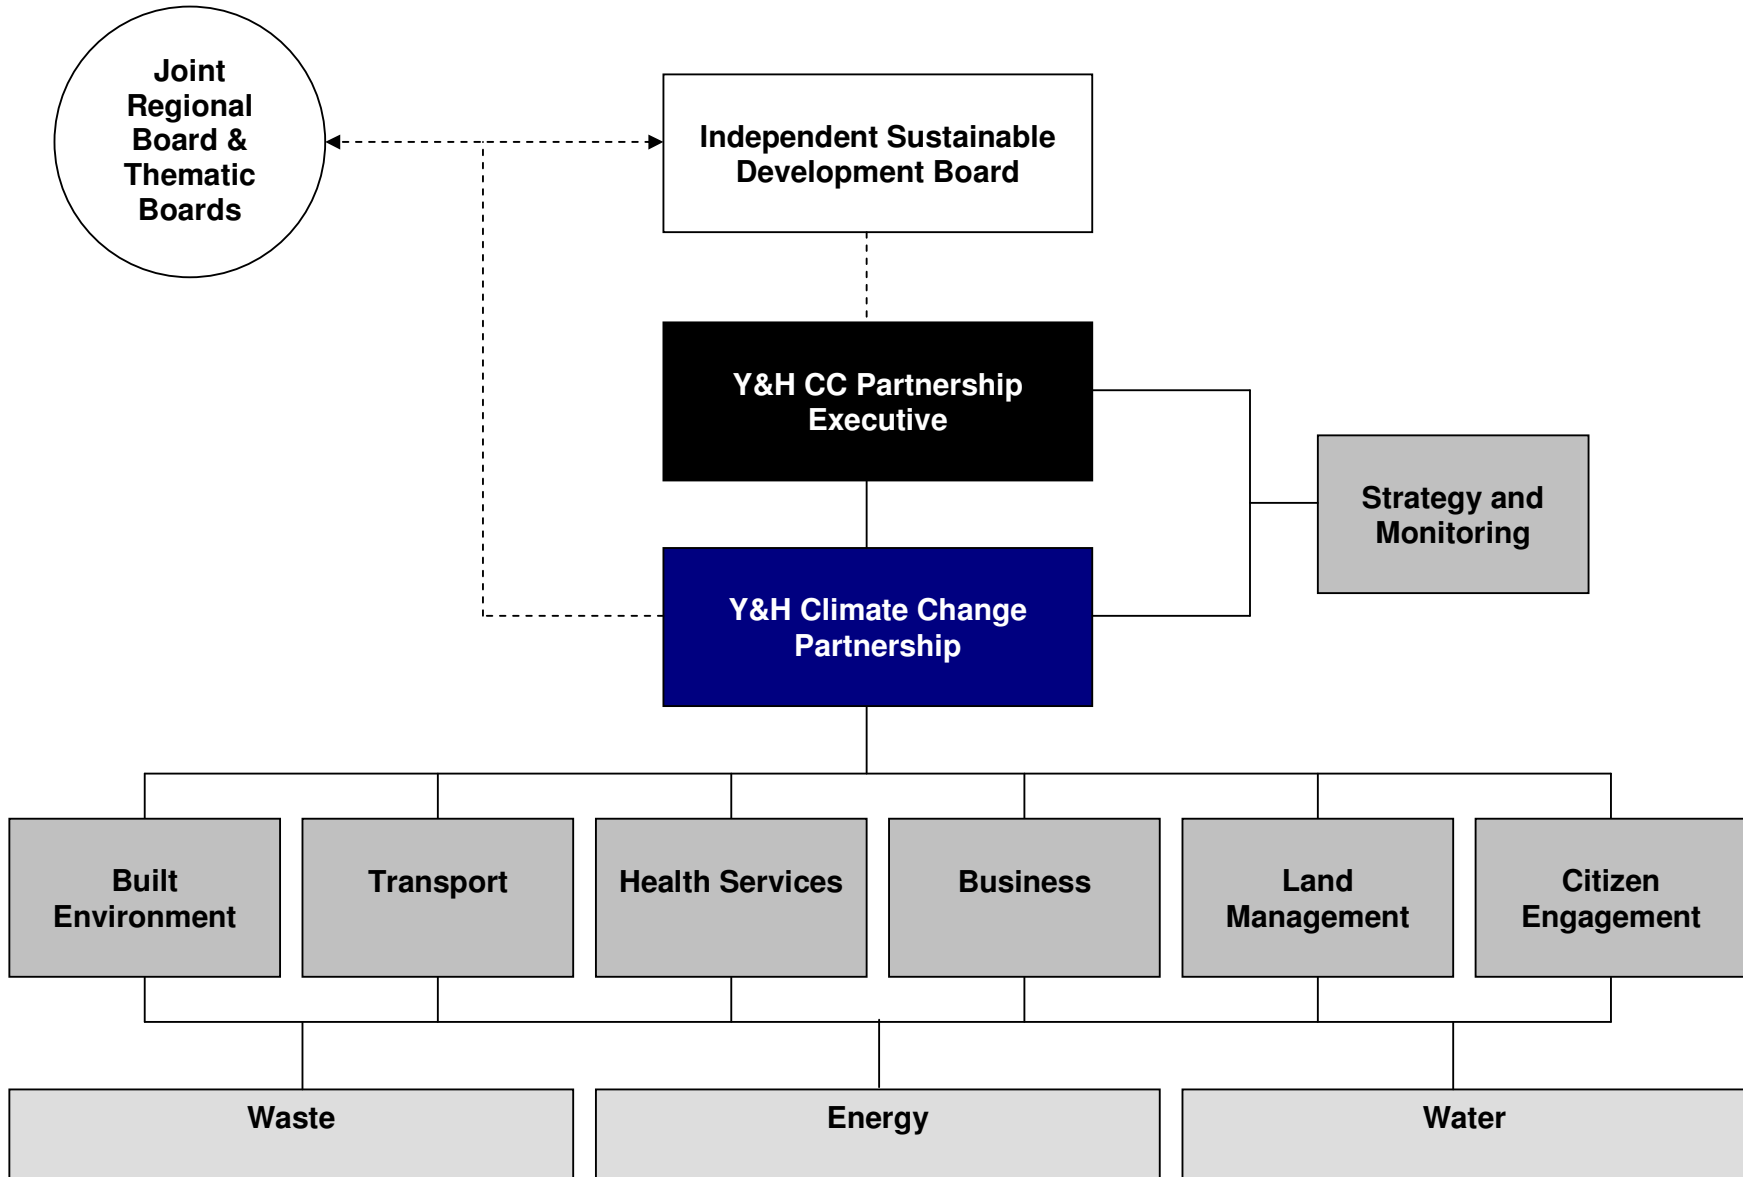 Joint
Regional
Board &
Thematic
Boards
Independent Sustainable
Development Board
Y&H CC Partnership
Executive
Strategy and
Monitoring
Y&H Climate Change
Partnership
Built
Environment
Transport
Health Services
Business
Land
Management
Citizen
Engagement
Waste
Energy
Water